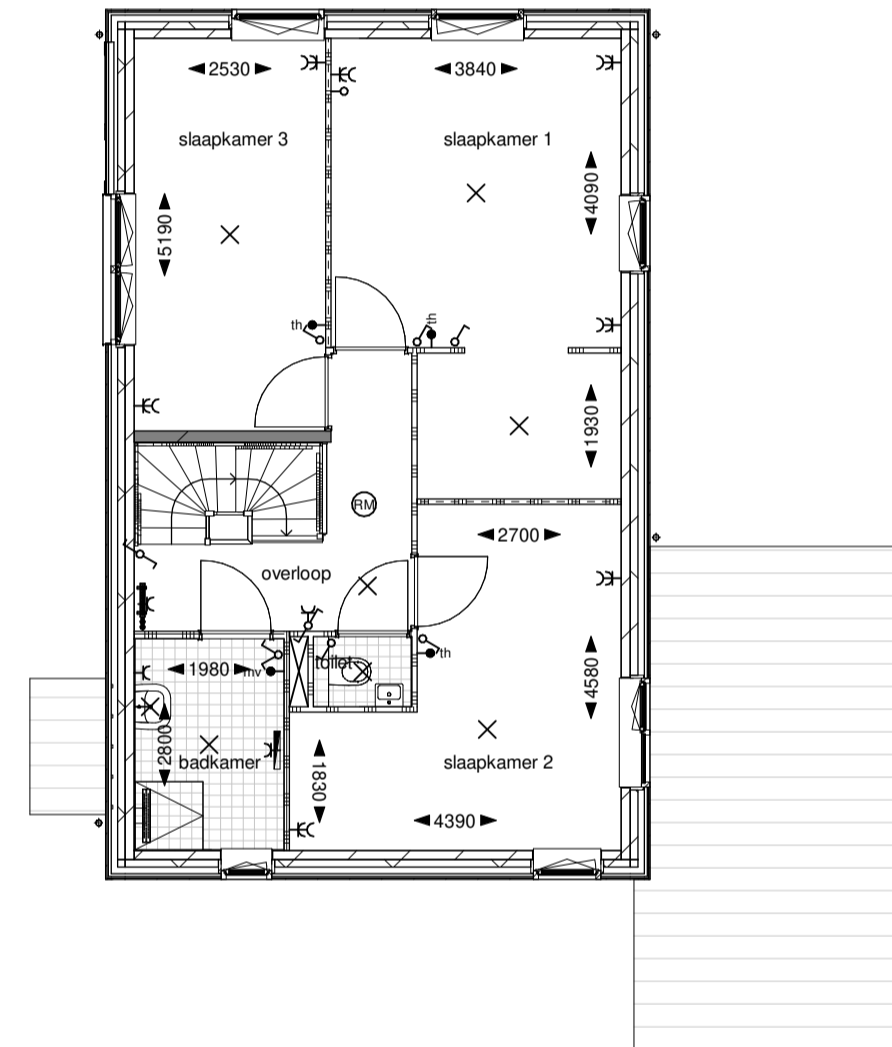 2530
3840
slaapkamer 3
slaapkamer 1
4090
5190
th
th
1930
RM
2700
overloop
toilet
th
1980
mv
4580
2800
badkamer
slaapkamer 2
1830
4390